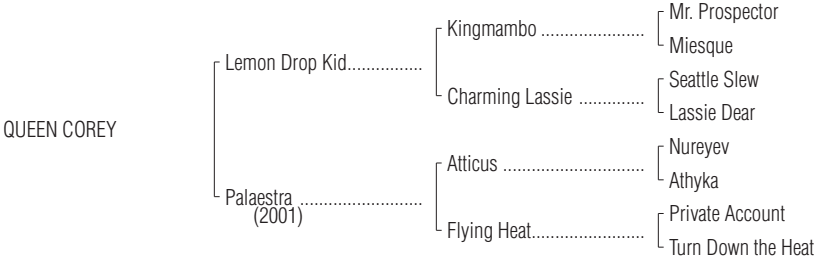 Mr. Prospector
Kingmambo ......................
Miesque
Lemon Drop Kid................
Seattle Slew
Charming Lassie ..............
Lassie Dear
QUEEN COREY
Nureyev
Atticus ..............................
Athyka
Palaestra ..........................
(2001)
Private Account
Flying Heat........................
Turn Down the Heat